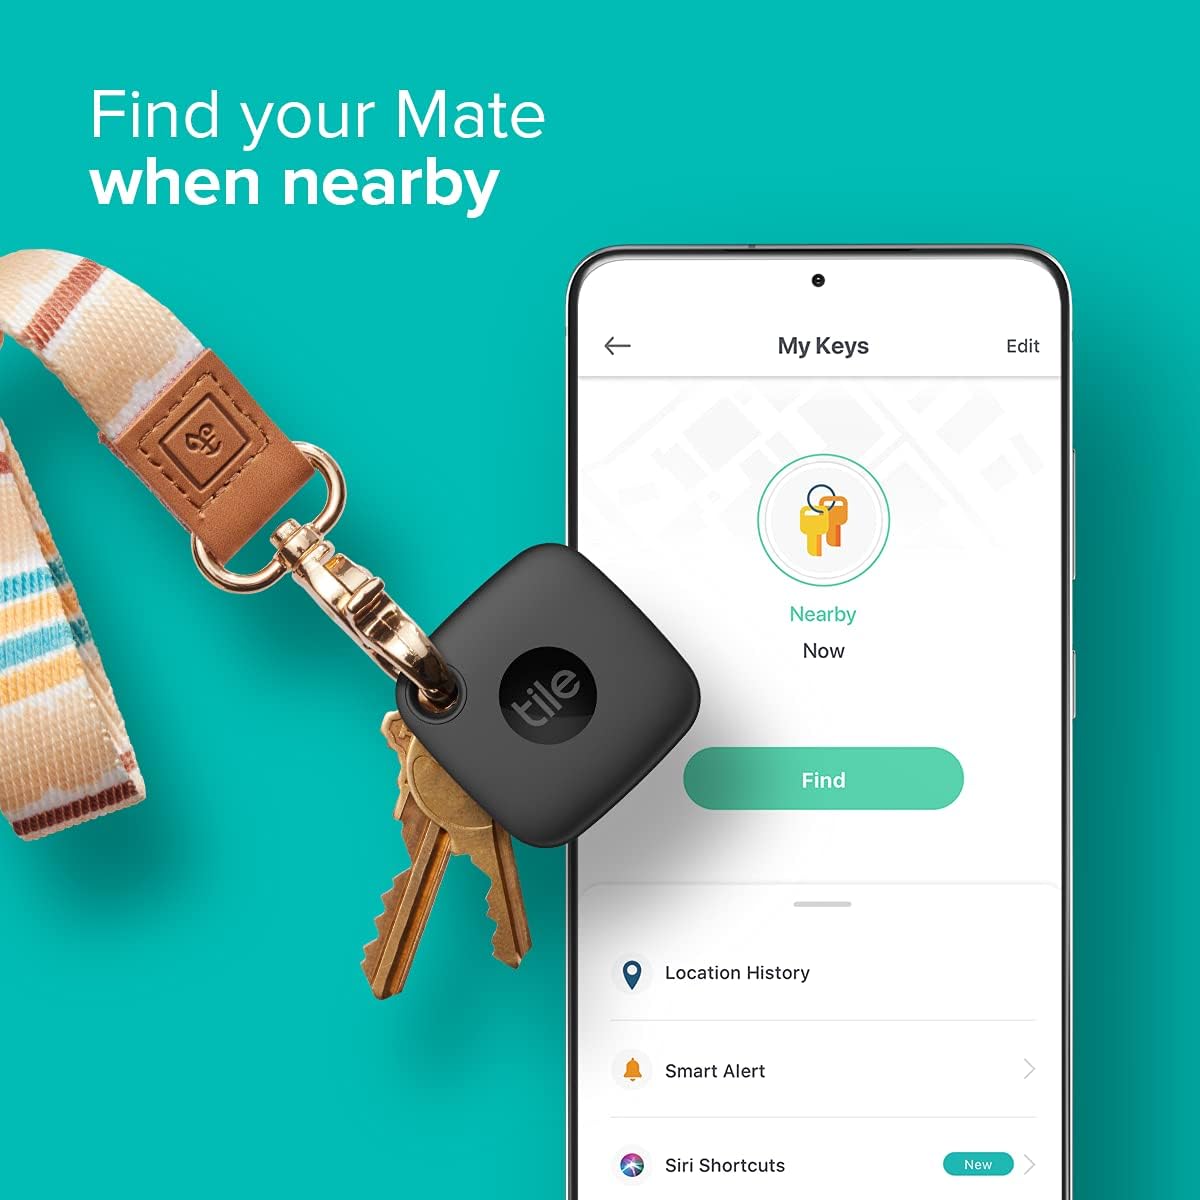 Find your Mate
when nearby
My Keys
Edit
tile
Nearby
Now
Find
Location History
Smart Alert
Siri Shortcuts
New